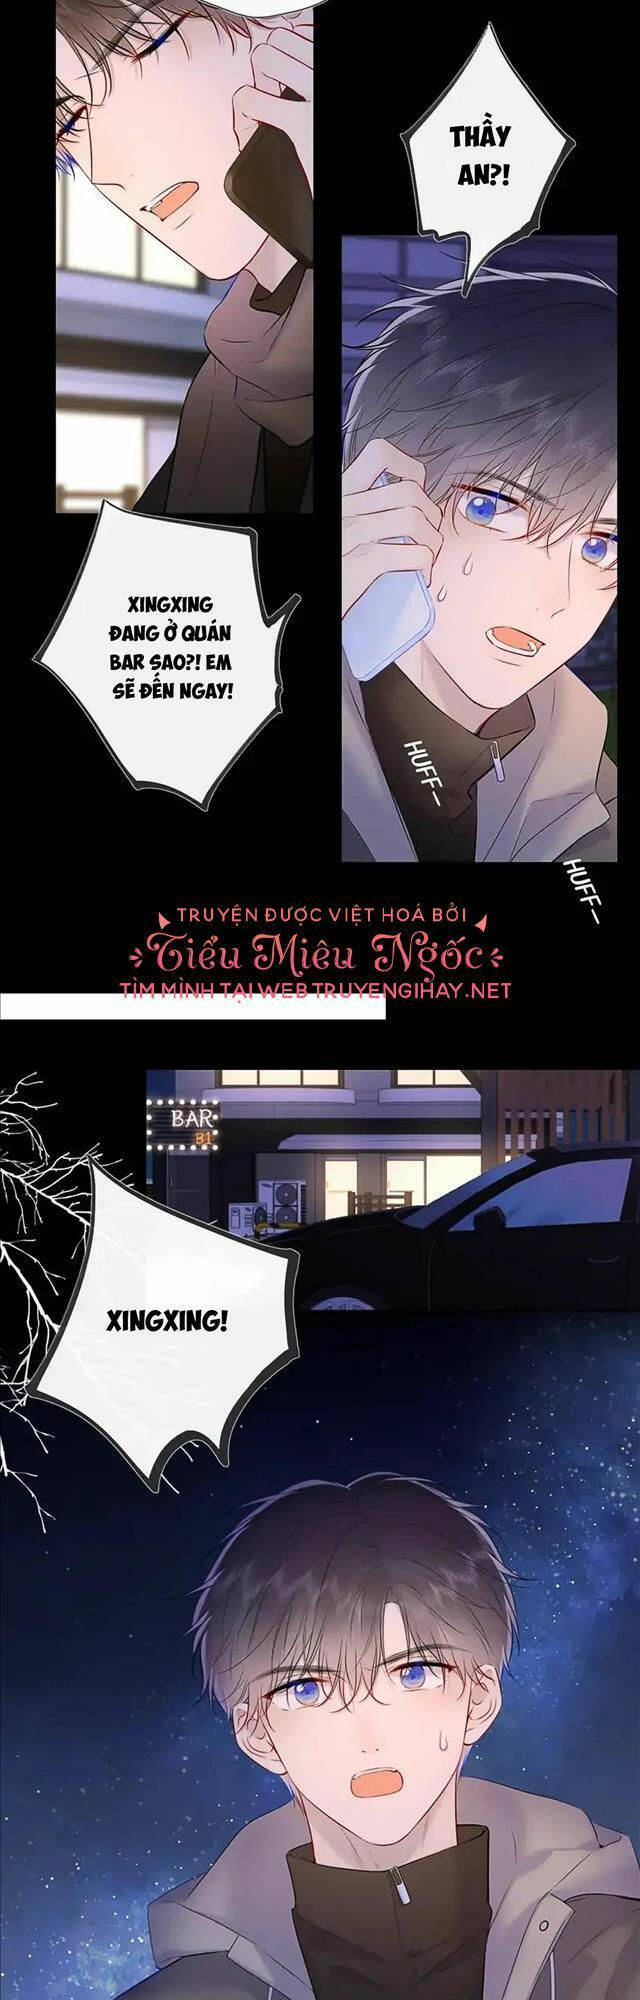 THẦY
AN?!
XINGXING
ĐANG Ở QUÁN
BAR SAO?! EM
SẼ ĐẾN NGAY!
HUFF–
HUFF–
TRUYỆN ĐƯỢC VIỆT HOÁ BỞI
Tiểu Miêu Ngốc
TÌM MÌNH TẠI WEB TRUYENGIHAY.NET
BAR
B1
XINGXING!